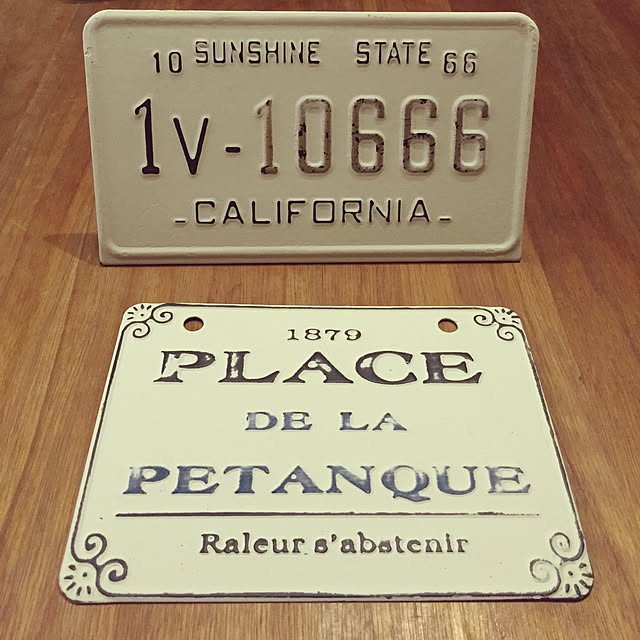 10 SUNSHINE STATE 66
1V-10666
-CALIFORNIA-
1879
PLACE
DE LA
PETANQUE
Raleur s'abstenir